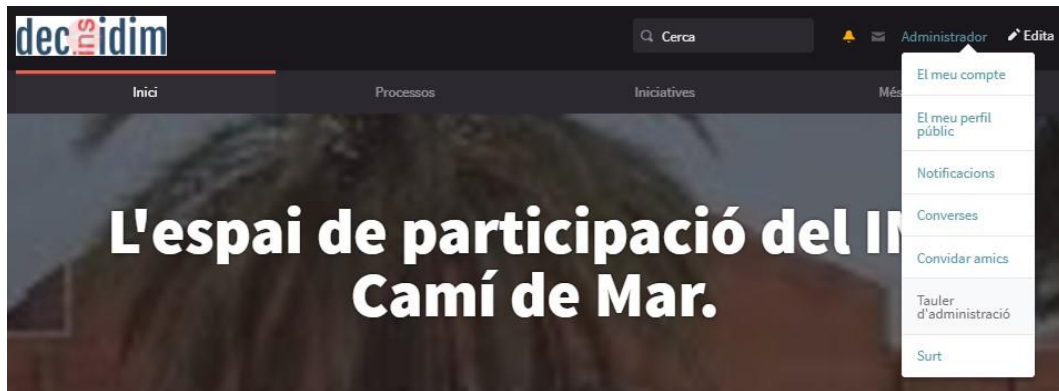 dec.ins idim
Cerca
Administrador
Edita
Inici
Processos
Iniciatives
Més
El meu compte
El meu perfil
públic
Notificacions
Converses
Convidar amics
Tauler
d'administració
Surt
L'espai de participació del
Camí de Mar.